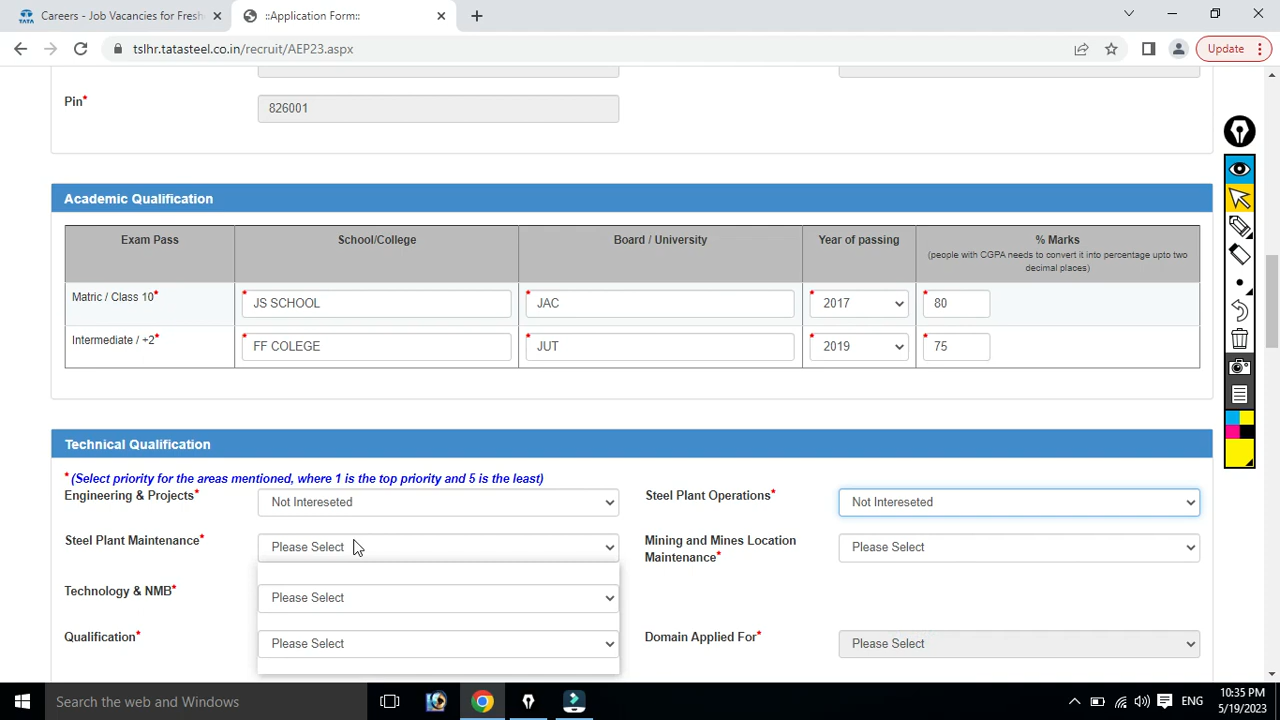 Careers - Job Vacancies for Fresh
::Application Form::
tslhr.tatasteel.co.in/recruit/AEP23.aspx
Update
Pin*
826001
Academic Qualification
Exam Pass
School/College
Board / University
Year of passing
% Marks
(people with CGPA needs to convert it into percentage upto two
decimal places)
Matric / Class 10*
* JS SCHOOL
* JAC
* 2017
* 80
Intermediate / +2*
* FF COLEGE
* JUT
* 2019
* 75
Technical Qualification
* (Select priority for the areas mentioned, where 1 is the top priority and 5 is the least)
Engineering & Projects*
Not Intereseted
Steel Plant Operations*
Not Intereseted
Steel Plant Maintenance*
Please Select
Mining and Mines Location
Maintenance*
Please Select
Technology & NMB*
Please Select
Qualification*
Please Select
Domain Applied For*
Please Select
Search the web and Windows
ENG
10:35 PM
5/19/2023